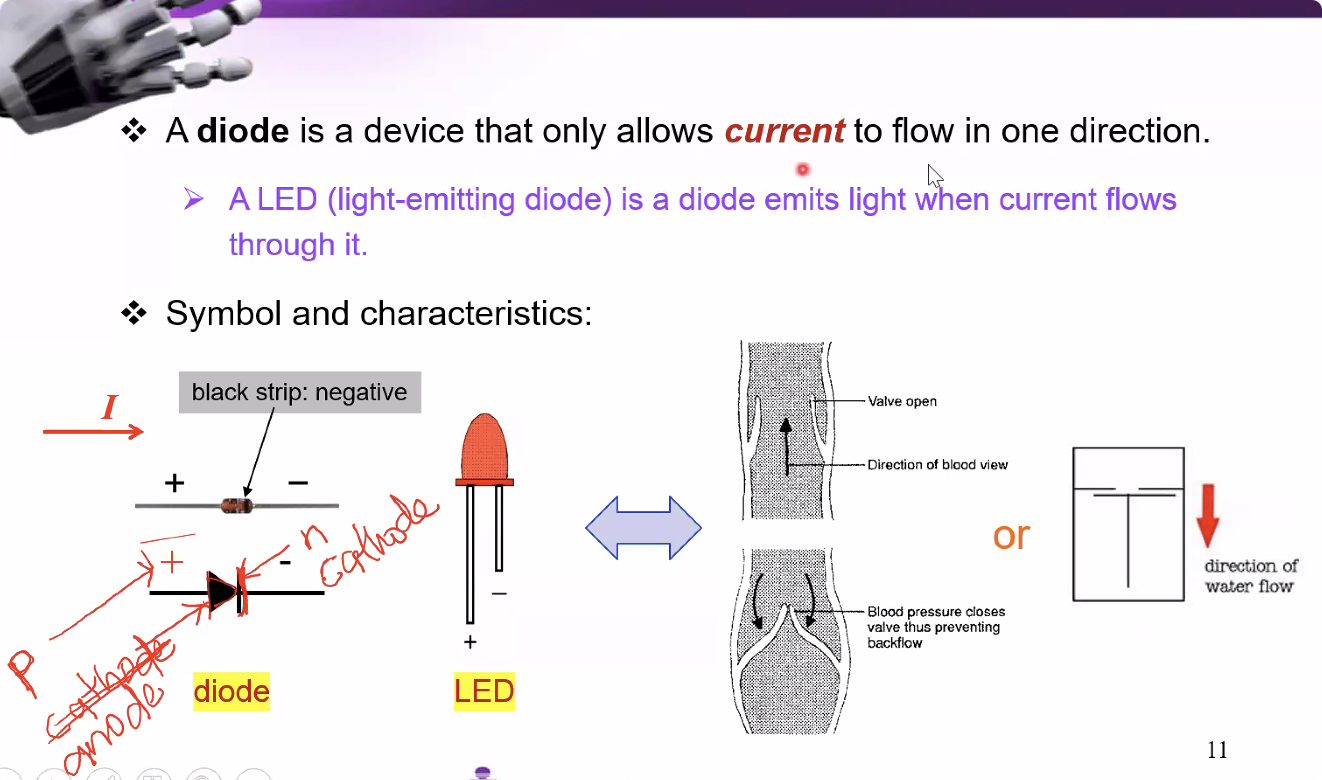 ❖ A diode is a device that only allows current to flow in one direction.
➢ A LED (light-emitting diode) is a diode emits light when current flows
through it.
❖ Symbol and characteristics:
black strip: negative
I
+ −
+ -
n
cathode
P
cathode
anode
diode
−
+
LED
Valve open
Direction of blood view
Blood pressure closes
valve thus preventing
backflow
or
direction of
water flow
11